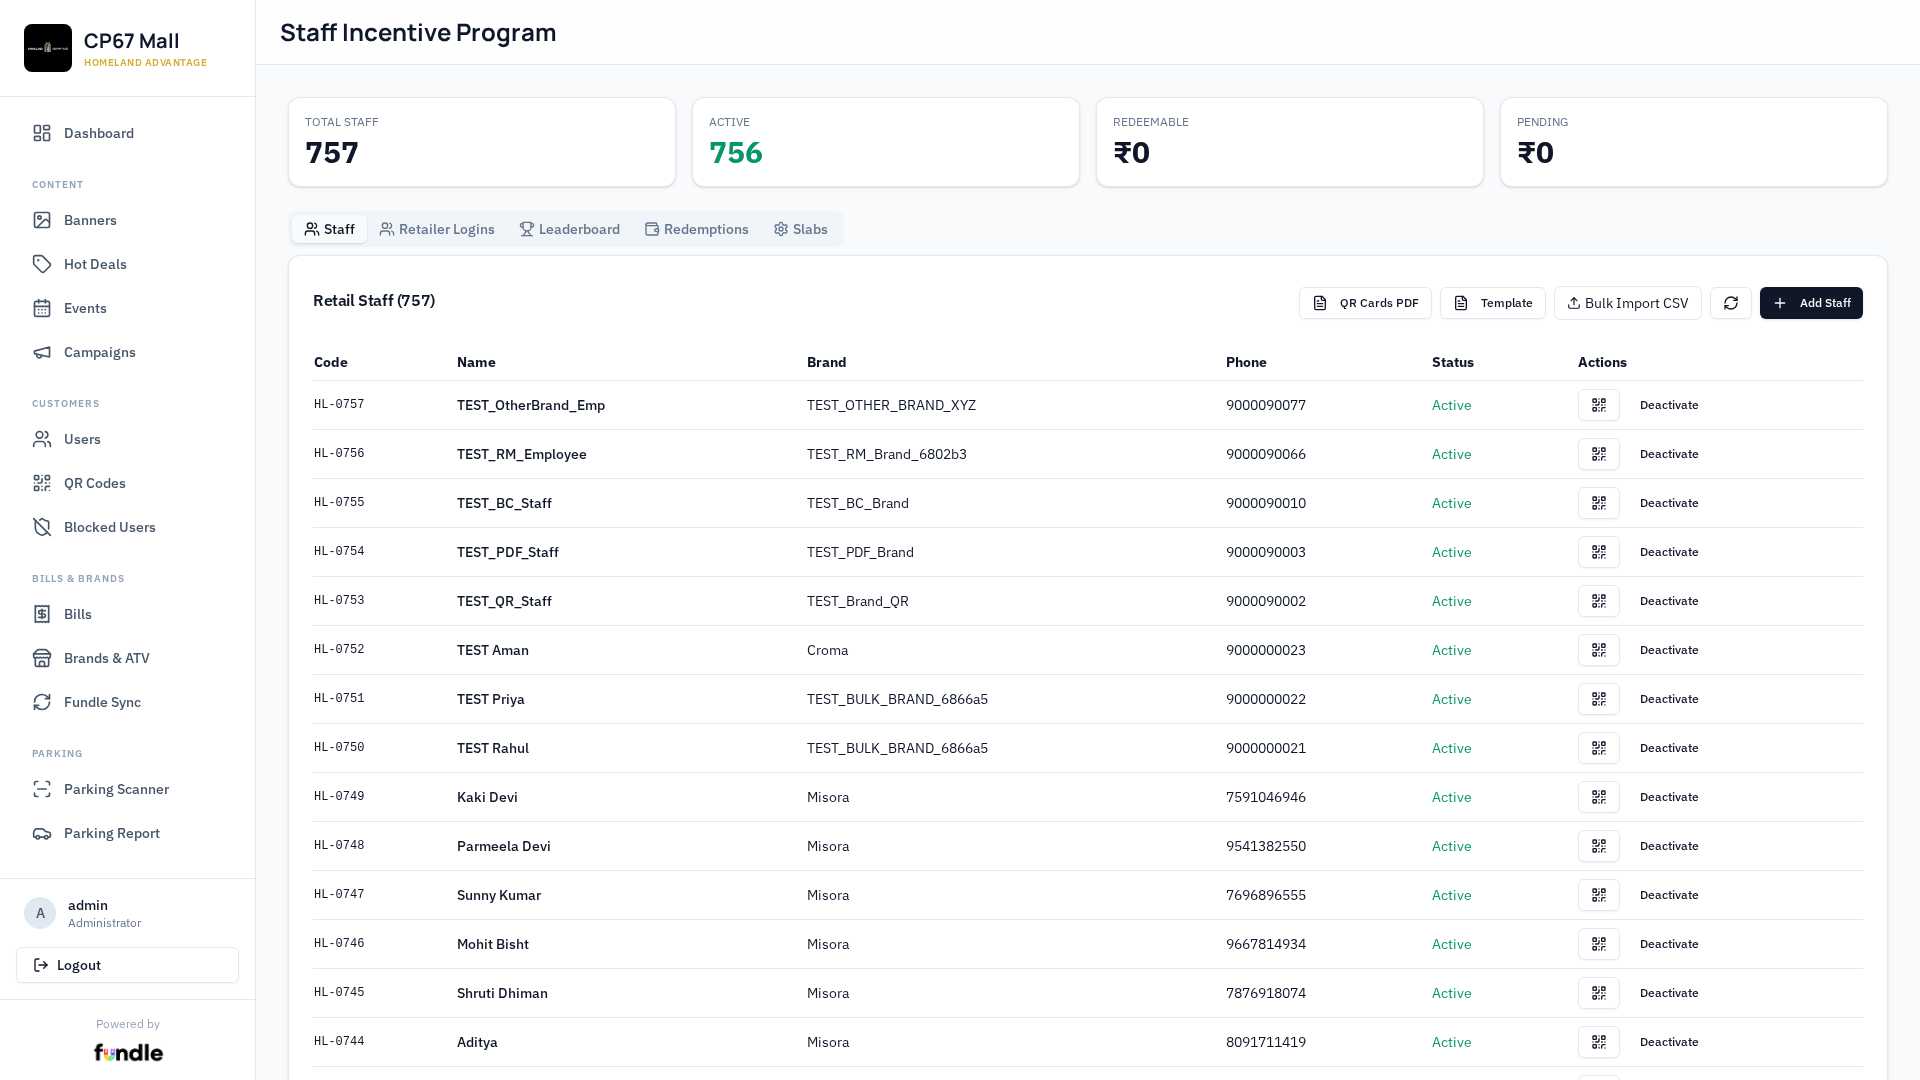 CP67 Mall
HOMELAND ADVANTAGE
Dashboard
CONTENT
Banners
Hot Deals
Events
Campaigns
CUSTOMERS
Users
QR Codes
Blocked Users
BILLS & BRANDS
Bills
Brands & ATV
Fundle Sync
PARKING
Parking Scanner
Parking Report
A
admin
Administrator
Logout
Powered by
fundle
Staff Incentive Program
TOTAL STAFF
757
ACTIVE
756
REDEEMABLE
₹0
PENDING
₹0
Staff Retailer Logins Leaderboard Redemptions Slabs
Retail Staff (757)
QR Cards PDF Template Bulk Import CSV Add Staff
Code Name Brand Phone Status Actions
HL-0757 TEST_OtherBrand_Emp TEST_OTHER_BRAND_XYZ 9000090077 Active Deactivate
HL-0756 TEST_RM_Employee TEST_RM_Brand_6802b3 9000090066 Active Deactivate
HL-0755 TEST_BC_Staff TEST_BC_Brand 9000090010 Active Deactivate
HL-0754 TEST_PDF_Staff TEST_PDF_Brand 9000090003 Active Deactivate
HL-0753 TEST_QR_Staff TEST_Brand_QR 9000090002 Active Deactivate
HL-0752 TEST Aman Croma 9000000023 Active Deactivate
HL-0751 TEST Priya TEST_BULK_BRAND_6866a5 9000000022 Active Deactivate
HL-0750 TEST Rahul TEST_BULK_BRAND_6866a5 9000000021 Active Deactivate
HL-0749 Kaki Devi Misora 7591046946 Active Deactivate
HL-0748 Parmeela Devi Misora 9541382550 Active Deactivate
HL-0747 Sunny Kumar Misora 7696896555 Active Deactivate
HL-0746 Mohit Bisht Misora 9667814934 Active Deactivate
HL-0745 Shruti Dhiman Misora 7876918074 Active Deactivate
HL-0744 Aditya Misora 8091711419 Active Deactivate